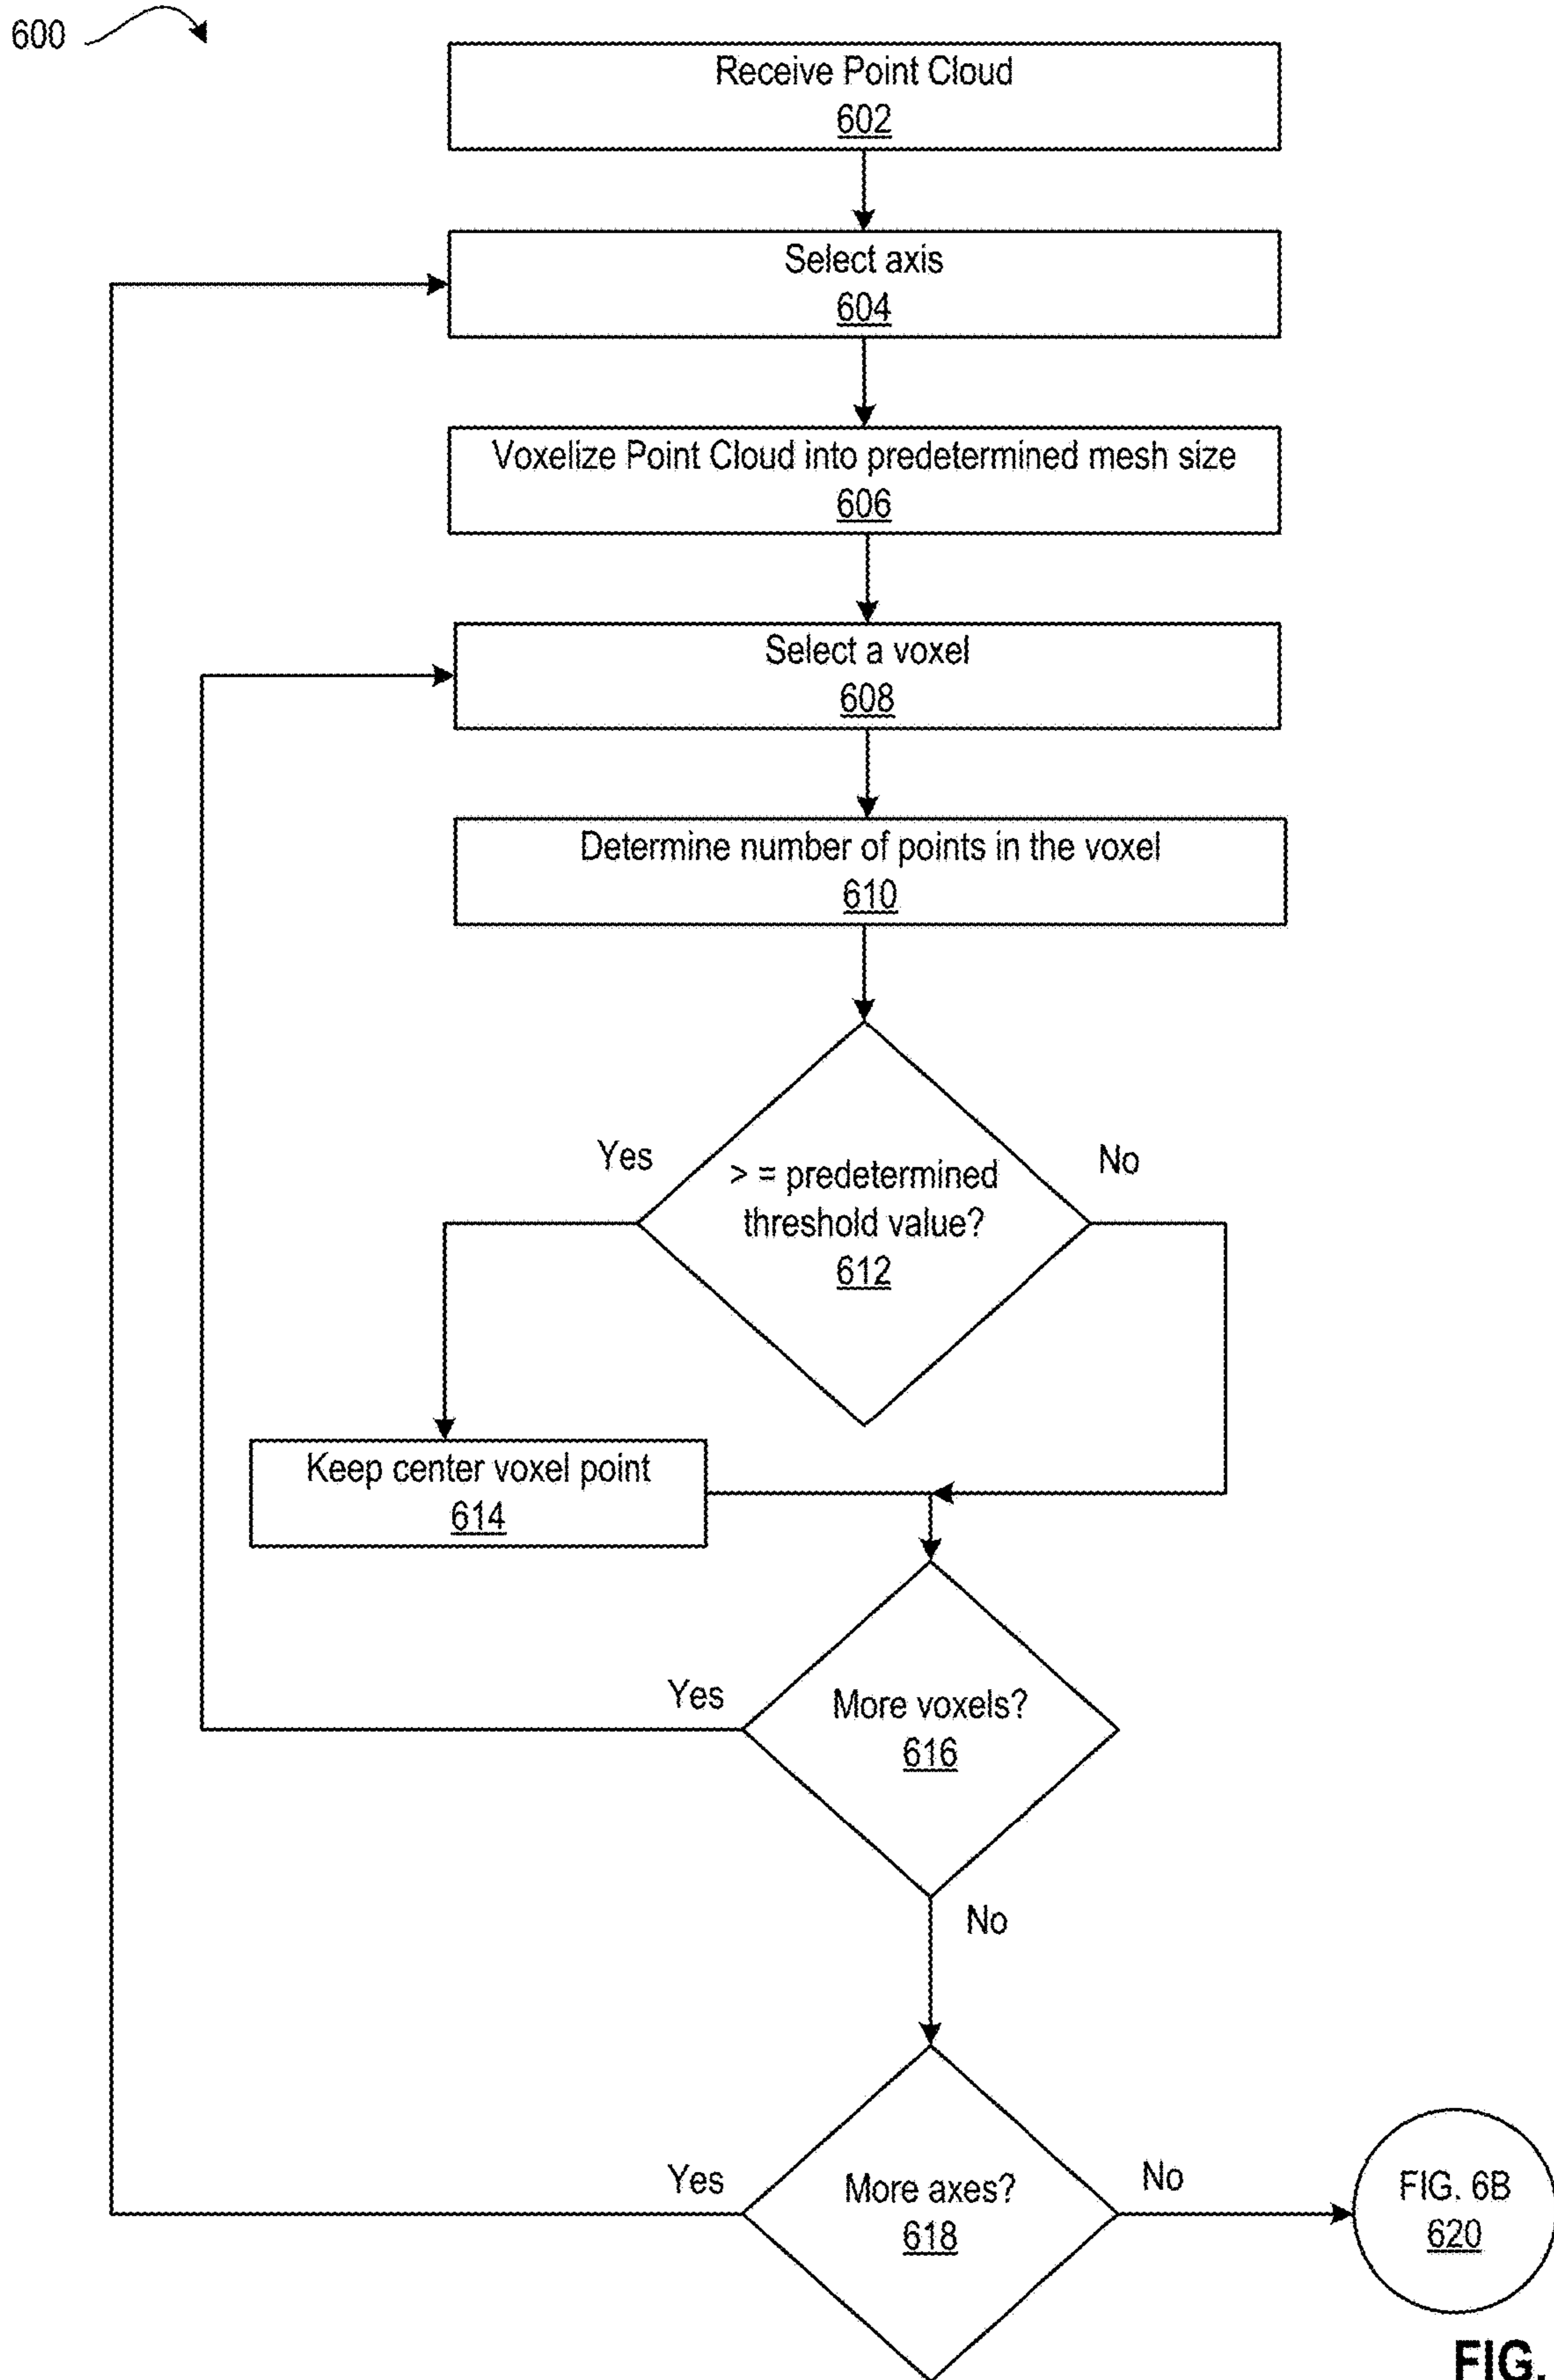 600
Receive Point Cloud
602
Select axis
604
Voxelize Point Cloud into predetermined mesh size
606
Select a voxel
608
Determine number of points in the voxel
610
Yes
No
> = predetermined
threshold value?
612
Keep center voxel point
614
Yes
More voxels?
616
No
Yes
More axes?
618
No
FIG. 6B
620
FIG.